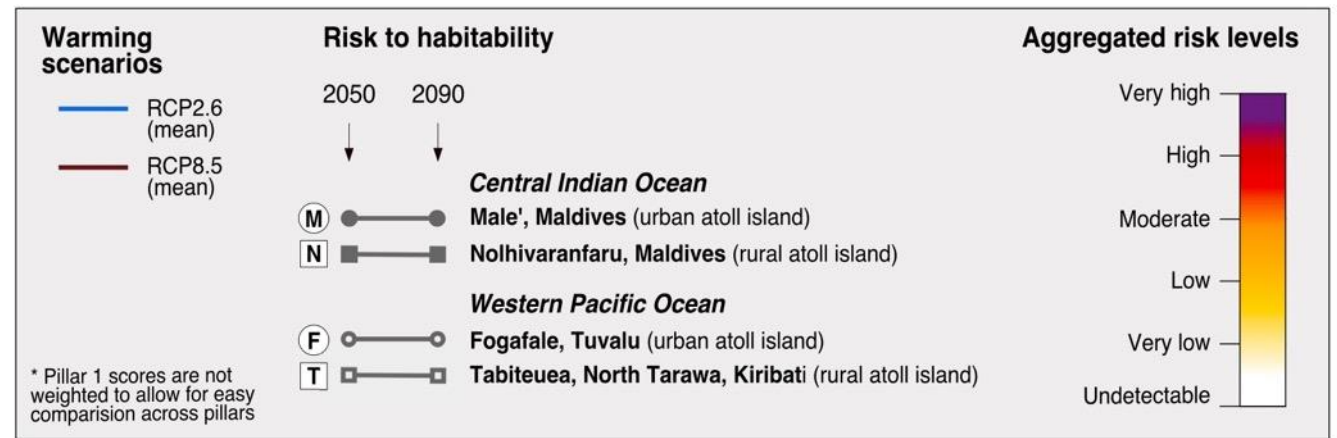 Warming
scenarios
RCP2.6
(mean)
RCP8.5
(mean)
* Pillar 1 scores are not
weighted to allow for easy
comparision across pillars
Risk to habitability
2050 2090
Central Indian Ocean
M Male', Maldives (urban atoll island)
N Nolhivaranfaru, Maldives (rural atoll island)
Western Pacific Ocean
F Fogafale, Tuvalu (urban atoll island)
T Tabiteuea, North Tarawa, Kiribati (rural atoll island)
Aggregated risk levels
Very high
High
Moderate
Low
Very low
Undetectable